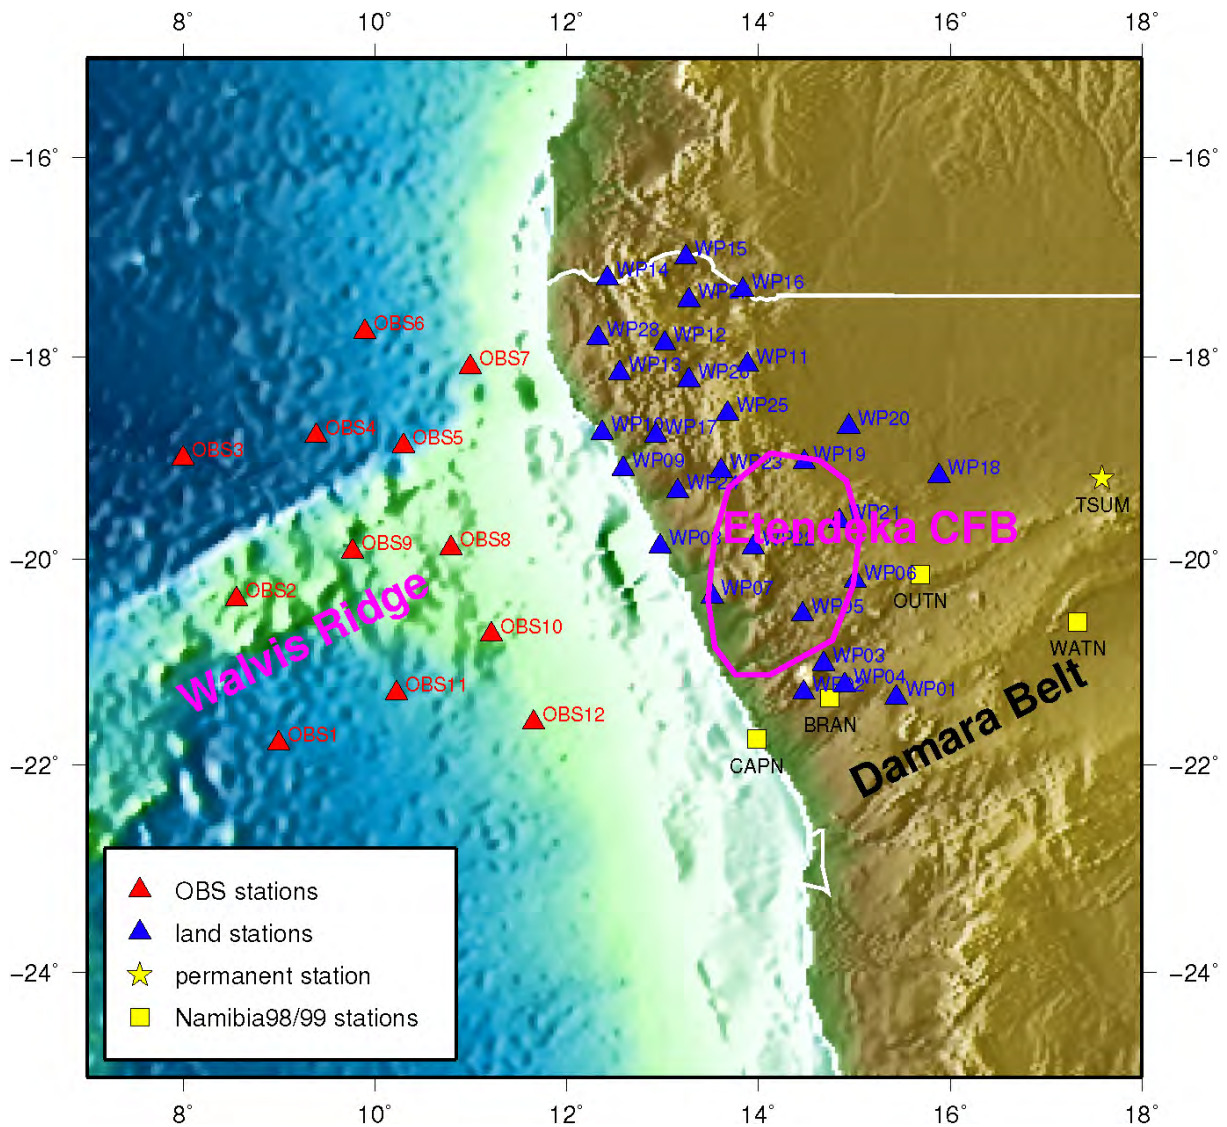 8° 10° 12° 14° 16° 18°
−16° −16°
WP15
WP14
WP16
OBS6
WP28
WP12
−18° −18°
OBS7
WP13
WP11
WP25
OBS4
WP17
WP20
OBS3
OBS5
WP09
WP23
WP19
WP18
TSUM
WP21
Etendeka CFB
OBS9
OBS8
−20° −20°
OBS2
WP07
WP06
OUTN
Walvis Ridge
WP05
OBS10
WATN
WP03
OBS11
WP04
WP01
BRAN
Damara Belt
OBS12
OBS1
CAPN
−22° −22°
OBS stations
land stations
−24° −24°
permanent station
Namibia98/99 stations
8° 10° 12° 14° 16° 18°